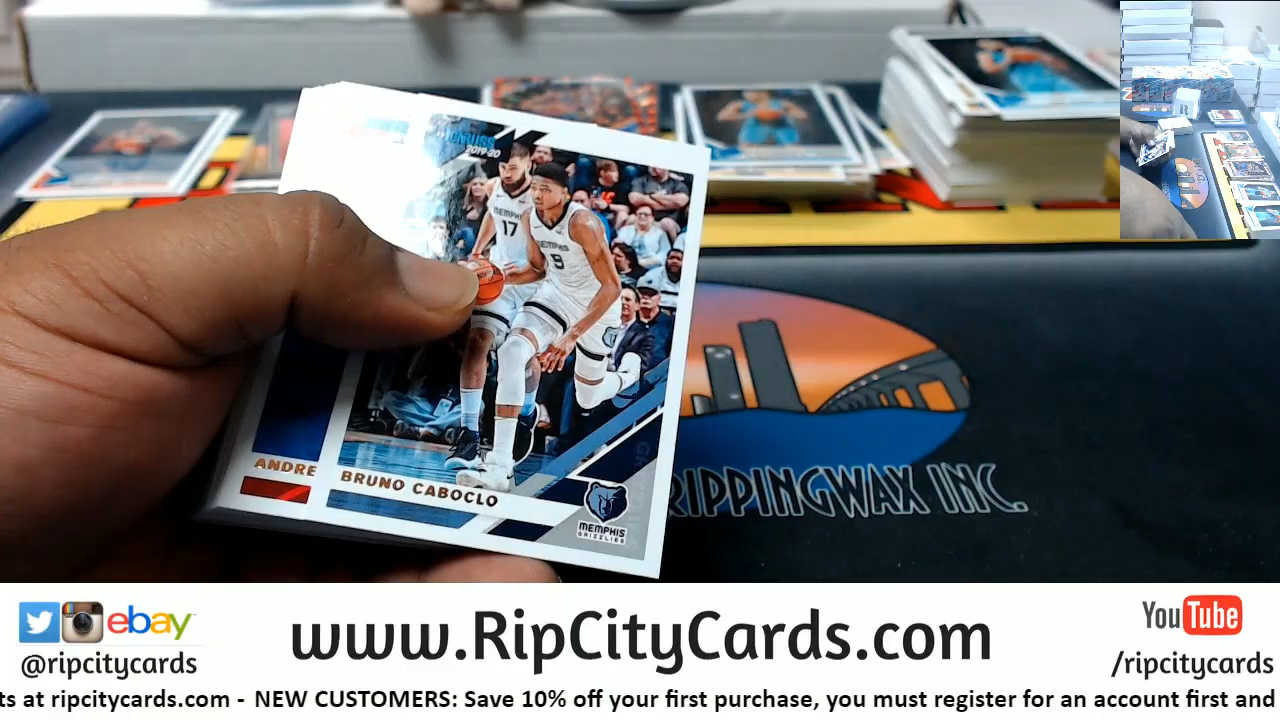 DONRUSS
2019-20
MEMPHIS
17
MEMPHIS
9
ANDRE
BRUNO CABOCLO
MEMPHIS
GRIZZLIES
RIPPINGWAX INC.
ebay
@ripcitycards
www.RipCityCards.com
YouTube
/ripcitycards
ts at ripcitycards.com - NEW CUSTOMERS: Save 10% off your first purchase, you must register for an account first and